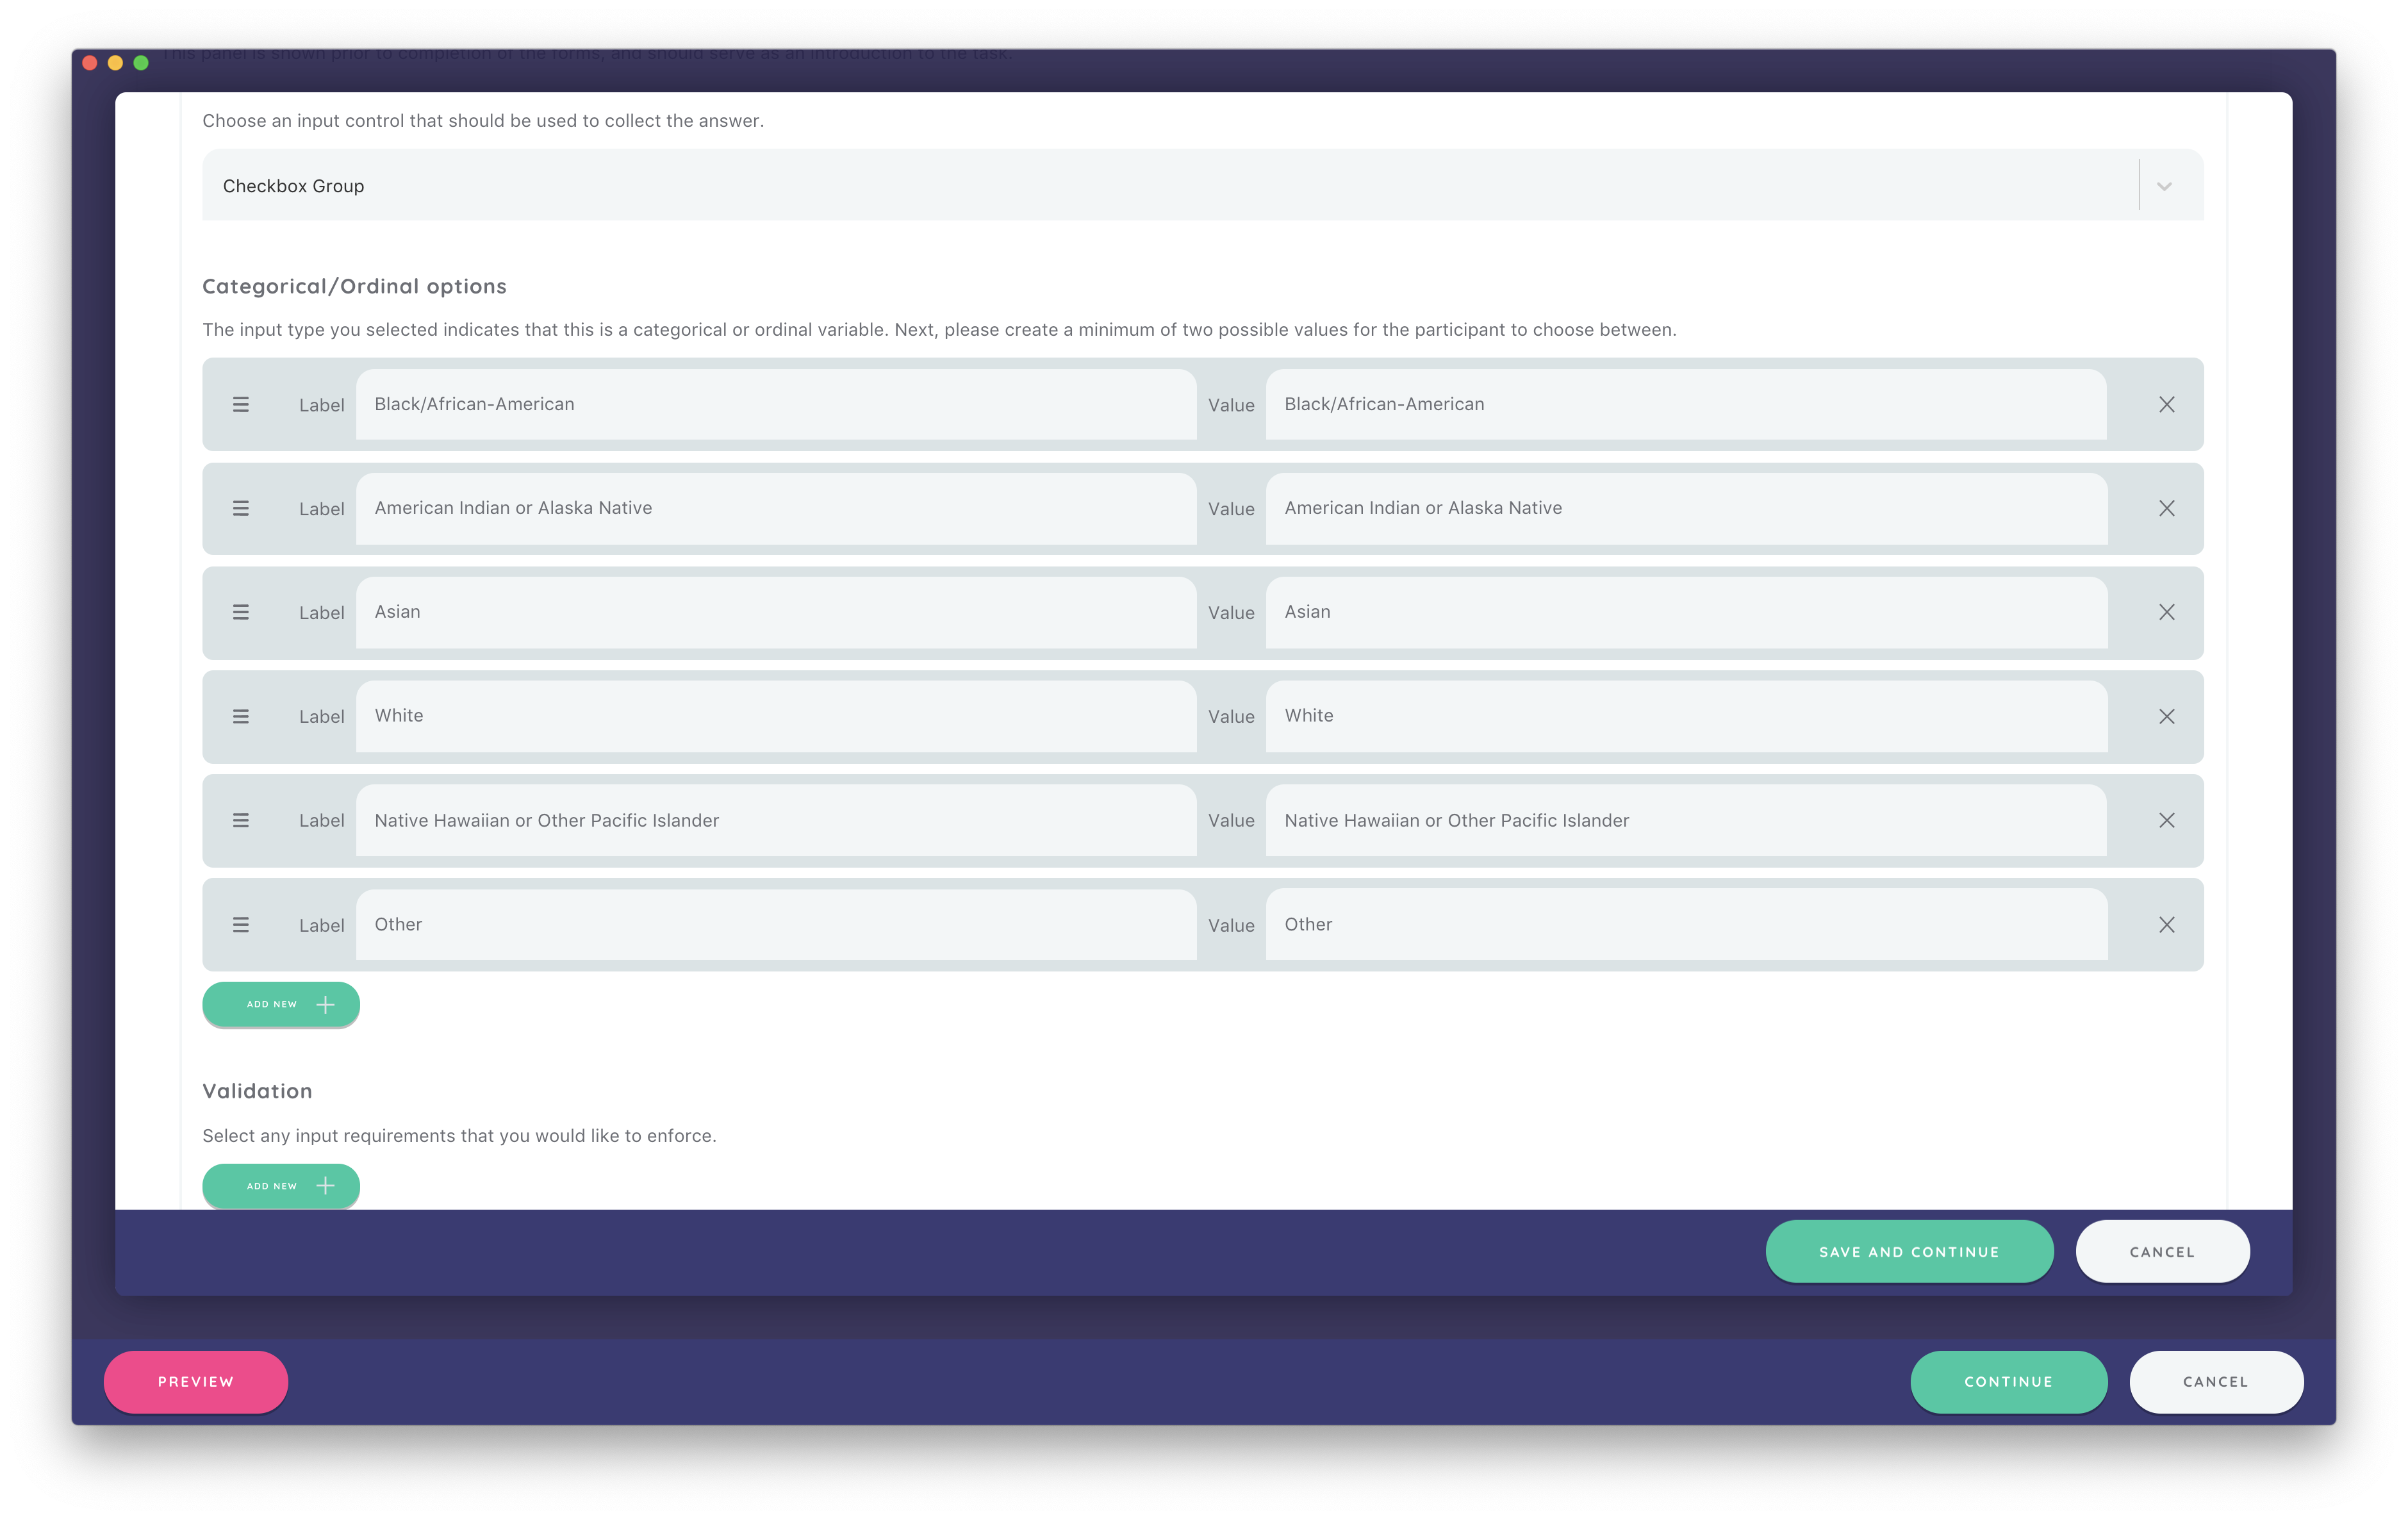 This panel is shown prior to completion of the forms, and should serve as an introduction to the task.
Choose an input control that should be used to collect the answer.
Checkbox Group
Categorical/Ordinal options
The input type you selected indicates that this is a categorical or ordinal variable. Next, please create a minimum of two possible values for the participant to choose between.
Label Black/African-American Value Black/African-American
Label American Indian or Alaska Native Value American Indian or Alaska Native
Label Asian Value Asian
Label White Value White
Label Native Hawaiian or Other Pacific Islander Value Native Hawaiian or Other Pacific Islander
Label Other Value Other
ADD NEW
Validation
Select any input requirements that you would like to enforce.
ADD NEW
SAVE AND CONTINUE CANCEL
PREVIEW CONTINUE CANCEL